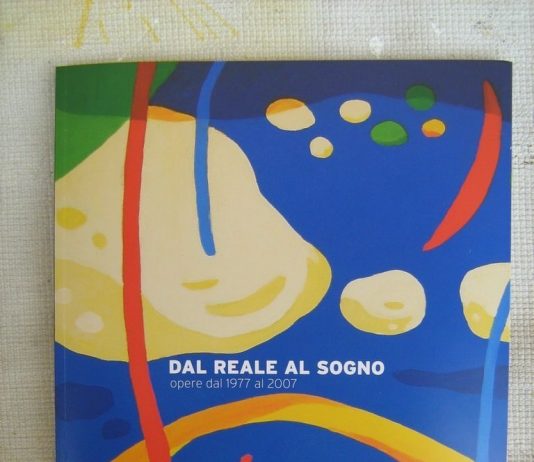 DAL REALE AL SOGNO
opere dal 1977 al 2007